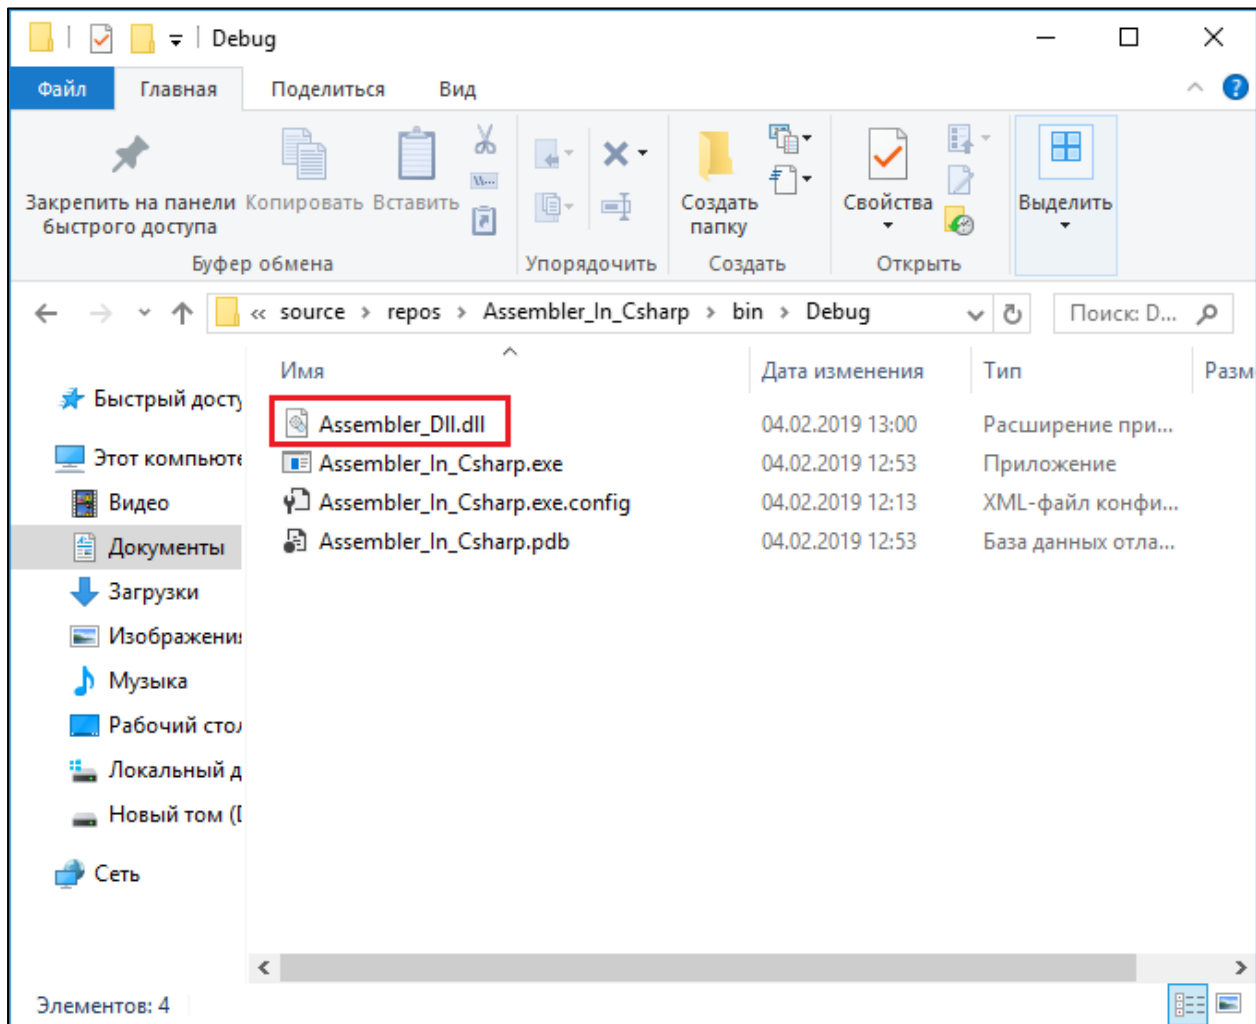 Debug
Файл Главная Поделиться Вид
Закрепить на панели быстрого доступа Копировать Вставить Создать папку Свойства Выделить
Буфер обмена Упорядочить Создать Открыть
« source › repos › Assembler_In_Csharp › bin › Debug Поиск: D...
Имя Дата изменения Тип Разм
Быстрый досту
Этот компьюте
Видео
Документы
Загрузки
Изображения
Музыка
Рабочий стол
Локальный д
Новый том (D
Сеть
Assembler_Dll.dll 04.02.2019 13:00 Расширение при...
Assembler_In_Csharp.exe 04.02.2019 12:53 Приложение
Assembler_In_Csharp.exe.config 04.02.2019 12:13 XML-файл конфи...
Assembler_In_Csharp.pdb 04.02.2019 12:53 База данных отла...
Элементов: 4